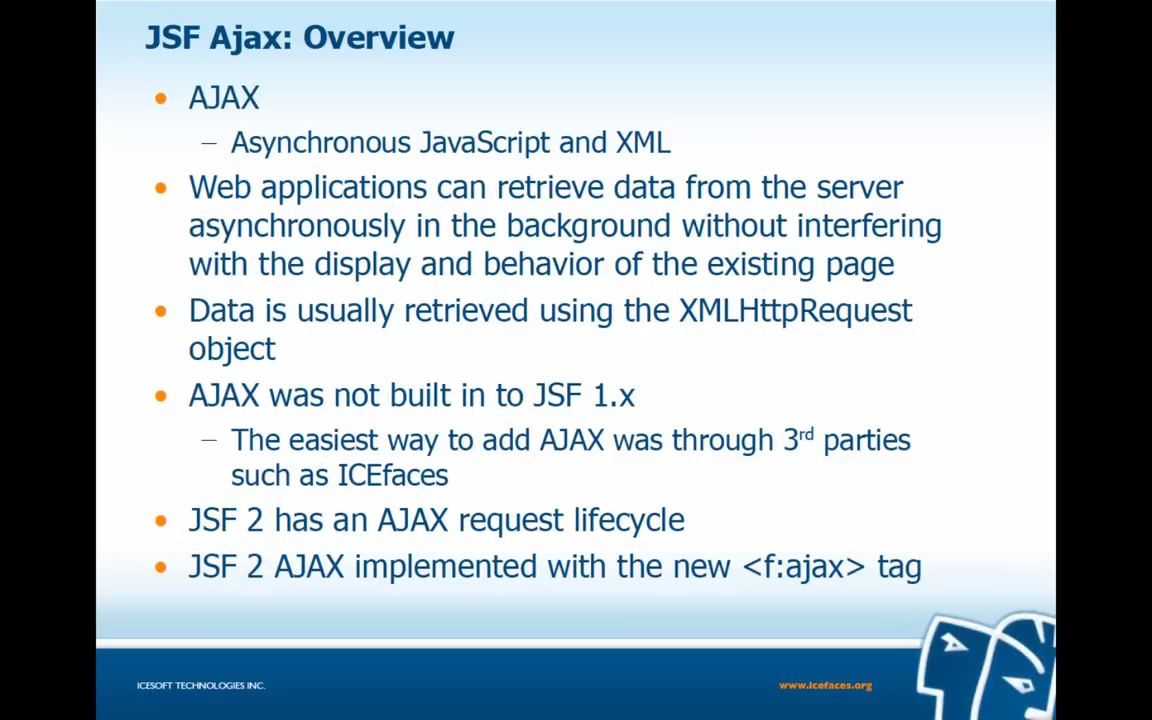 JSF Ajax: Overview
• AJAX
– Asynchronous JavaScript and XML
• Web applications can retrieve data from the server
asynchronously in the background without interfering
with the display and behavior of the existing page
• Data is usually retrieved using the XMLHttpRequest
object
• AJAX was not built in to JSF 1.x
– The easiest way to add AJAX was through 3rd parties
such as ICEfaces
• JSF 2 has an AJAX request lifecycle
• JSF 2 AJAX implemented with the new <f:ajax> tag
ICESOFT TECHNOLOGIES INC.
www.icefaces.org